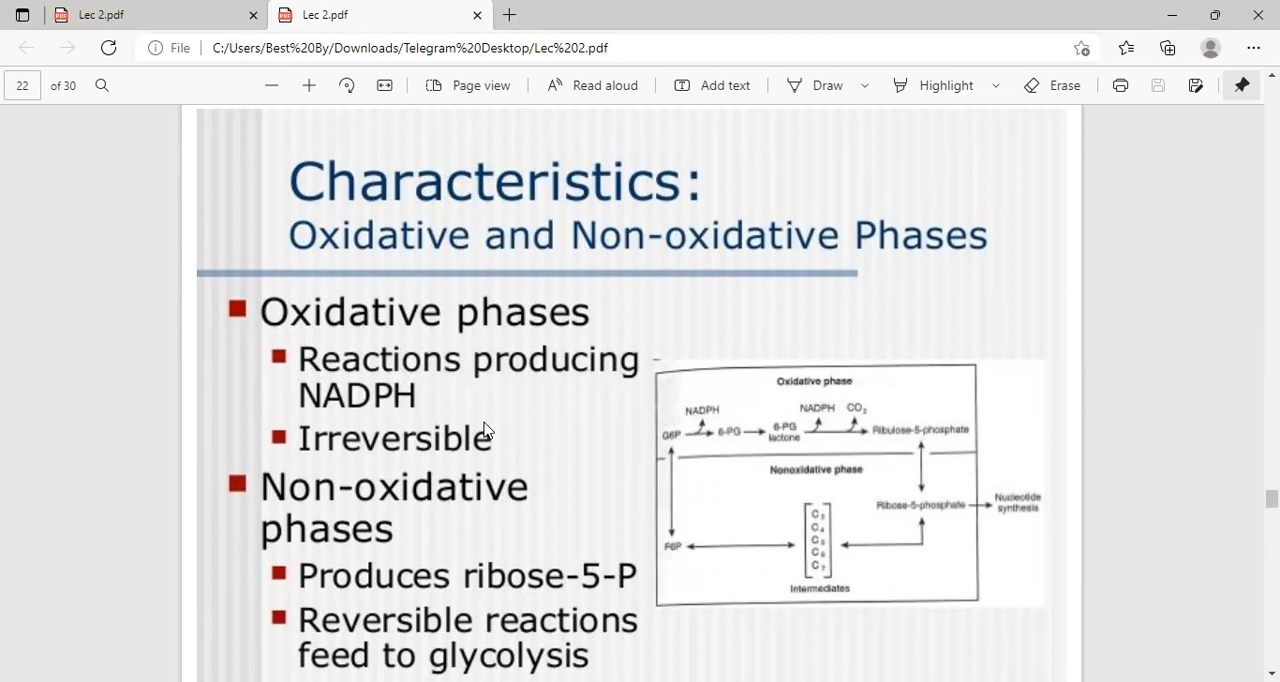 Lec 2.pdf
Lec 2.pdf
File
C:/Users/Best%20By/Downloads/Telegram%20Desktop/Lec%202.pdf
22 of 30
Page view
Read aloud
Add text
Draw
Highlight
Erase
Characteristics:
Oxidative and Non-oxidative Phases
Oxidative phases
Reactions producing
NADPH
Irreversible
Non-oxidative
phases
Produces ribose-5-P
Reversible reactions
feed to glycolysis
Oxidative phase
NADPH NADPH CO₂
G6P 6-PG 6-PG lactone Ribulose-5-phosphate
Nonoxidative phase
Ribose-5-phosphate
Nucleotide
synthesis
F6P
C₃
C₄
C₅
C₆
C₇
Intermediates